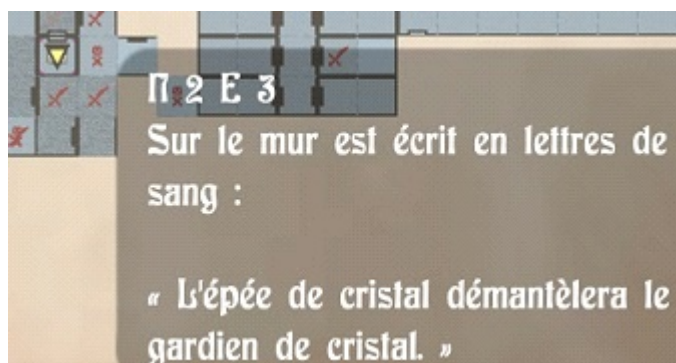 N 2 E 3
Sur le mur est écrit en lettres de
sang :
« L'épée de cristal démantèlera le
gardien de cristal. »